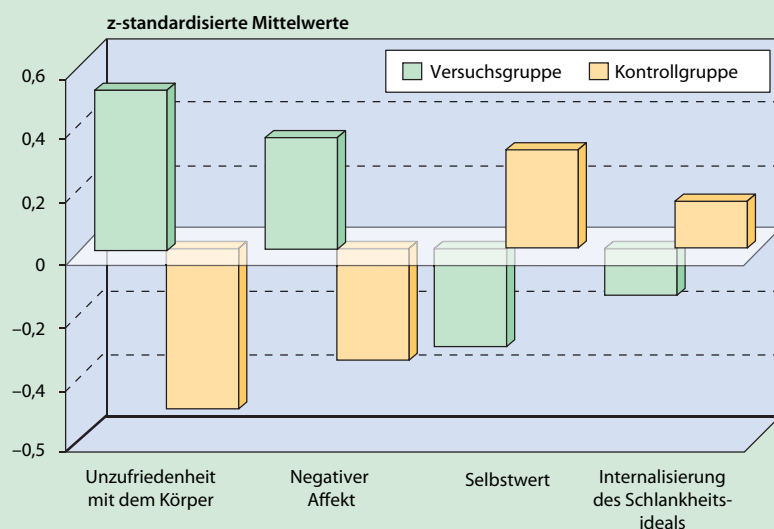 z-standardisierte Mittelwerte
Versuchsgruppe
Kontrollgruppe
0,6
0,4
0,2
0
–0,2
–0,4
–0,5
Unzufriedenheit
mit dem Körper
Negativer
Affekt
Selbstwert
Internalisierung
des Schlankheits-
ideals